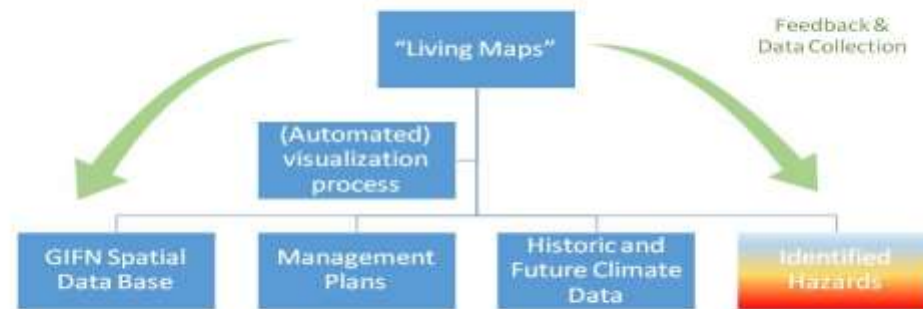 "Living Maps"
Feedback &
Data Collection
(Automated)
visualization
process
GIFN Spatial
Data Base
Management
Plans
Historic and
Future Climate
Data
Identified
Hazards